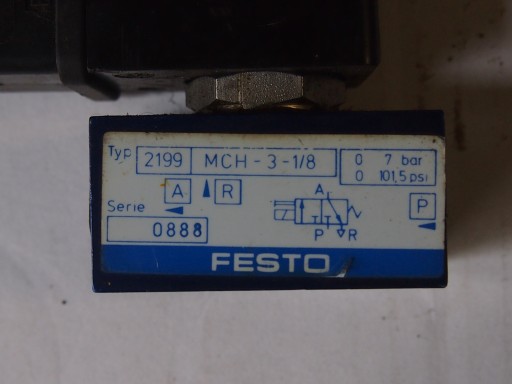 Typ 2199 MCH-3-1/8 0 7 bar
0 101,5 psi
A R
A
P
Serie
0888
P R
FESTO